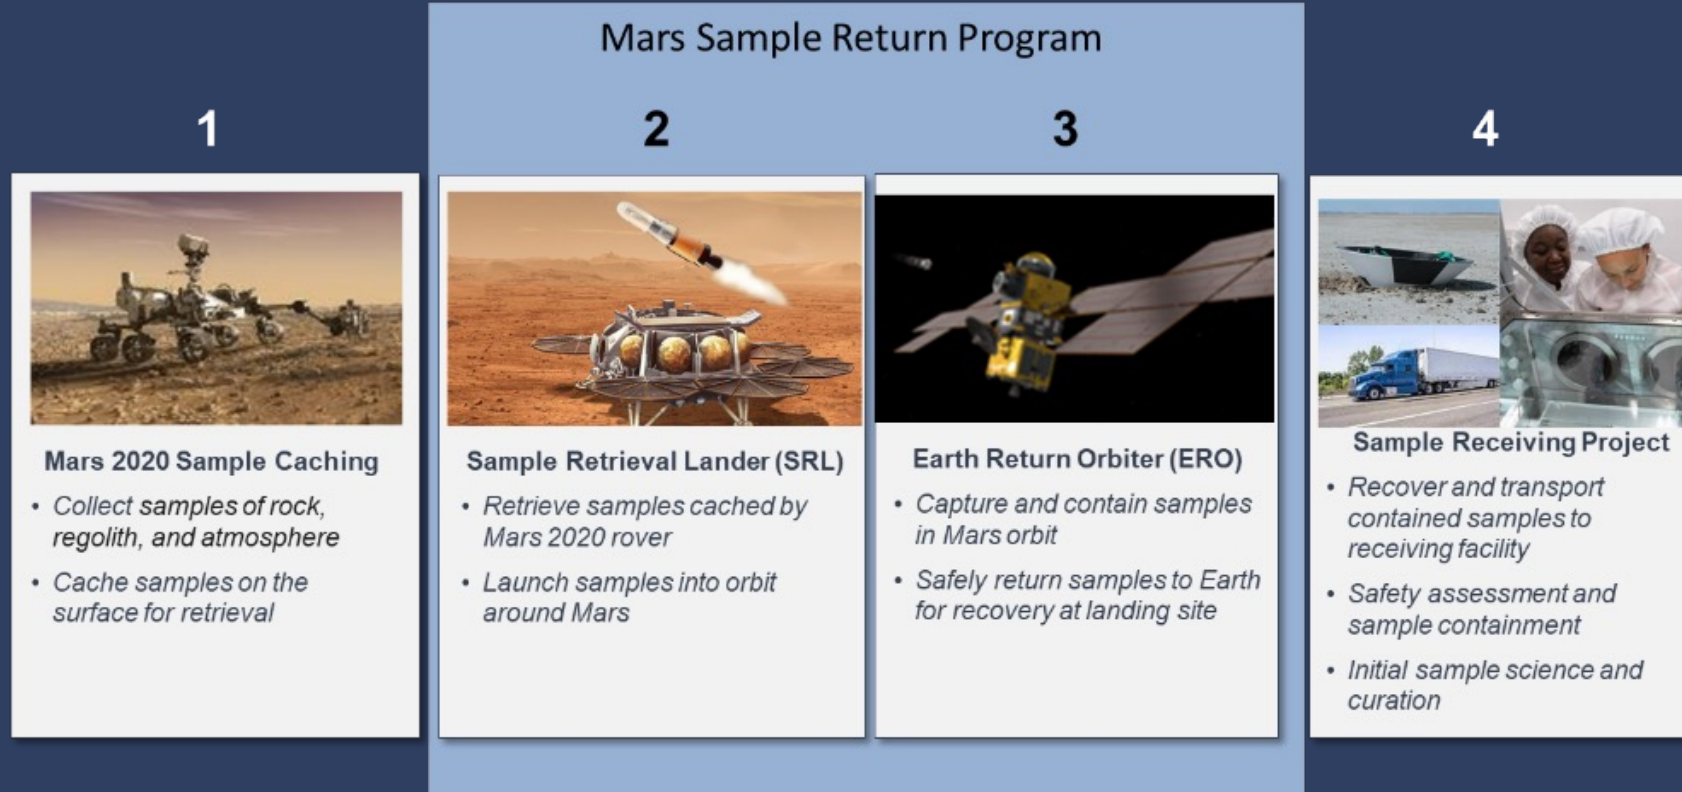 Mars Sample Return Program
1
2
3
4
Mars 2020 Sample Caching
• Collect samples of rock,
regolith, and atmosphere
• Cache samples on the
surface for retrieval
Sample Retrieval Lander (SRL)
• Retrieve samples cached by
Mars 2020 rover
• Launch samples into orbit
around Mars
Earth Return Orbiter (ERO)
• Capture and contain samples
in Mars orbit
• Safely return samples to Earth
for recovery at landing site
Sample Receiving Project
• Recover and transport
contained samples to
receiving facility
• Safety assessment and
sample containment
• Initial sample science and
curation